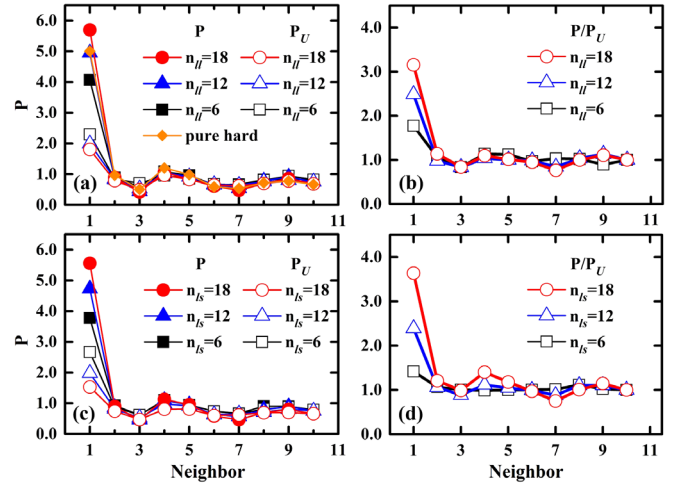 6.0
5.0
4.0
3.0
2.0
1.0
0.0
P
P P_U
n_ll=18 n_ll=18
n_ll=12 n_ll=12
n_ll=6 n_ll=6
pure hard
(a)
1 3 5 7 9 11
4.0
3.0
2.0
1.0
0.0
P/P_U
n_ll=18
n_ll=12
n_ll=6
(b)
1 3 5 7 9 11
6.0
5.0
4.0
3.0
2.0
1.0
0.0
P
P P_U
n_ls=18 n_ls=18
n_ls=12 n_ls=12
n_ls=6 n_ls=6
(c)
1 3 5 7 9 11
Neighbor
4.0
3.0
2.0
1.0
0.0
P/P_U
n_ls=18
n_ls=12
n_ls=6
(d)
1 3 5 7 9 11
Neighbor